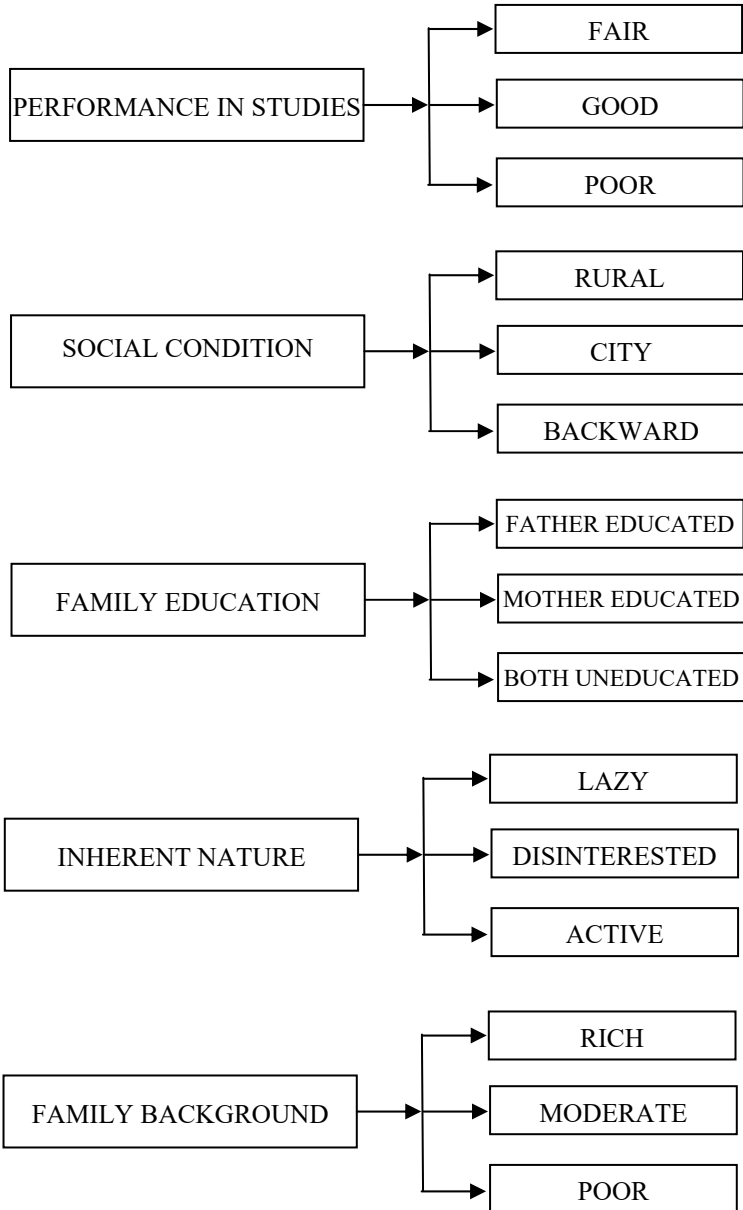 FAIR
PERFORMANCE IN STUDIES
GOOD
POOR
RURAL
SOCIAL CONDITION
CITY
BACKWARD
FATHER EDUCATED
FAMILY EDUCATION
MOTHER EDUCATED
BOTH UNEDUCATED
LAZY
INHERENT NATURE
DISINTERESTED
ACTIVE
RICH
FAMILY BACKGROUND
MODERATE
POOR